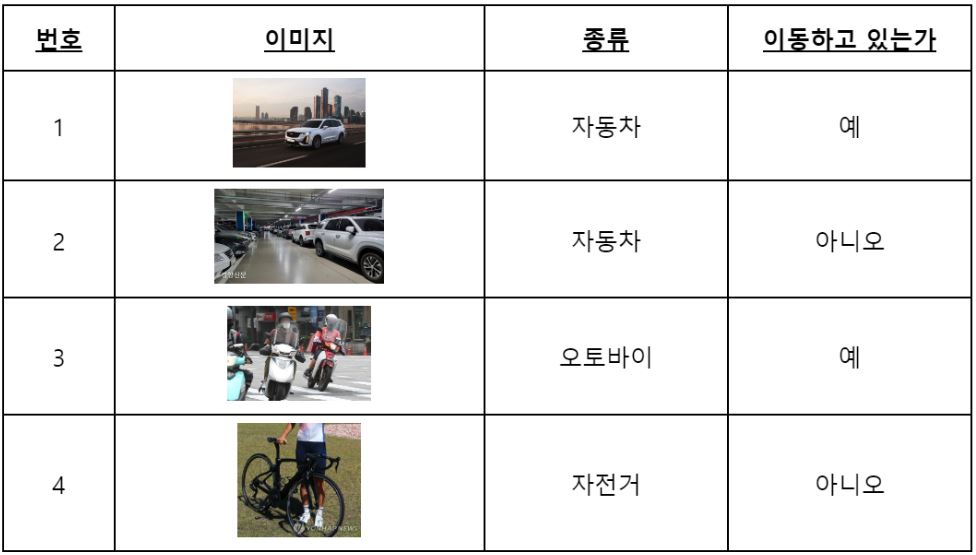 번호 이미지 종류 이동하고 있는가
1 자동차 예
2 자동차 아니오
3 오토바이 예
4 자전거 아니오
YONHAP NEWS